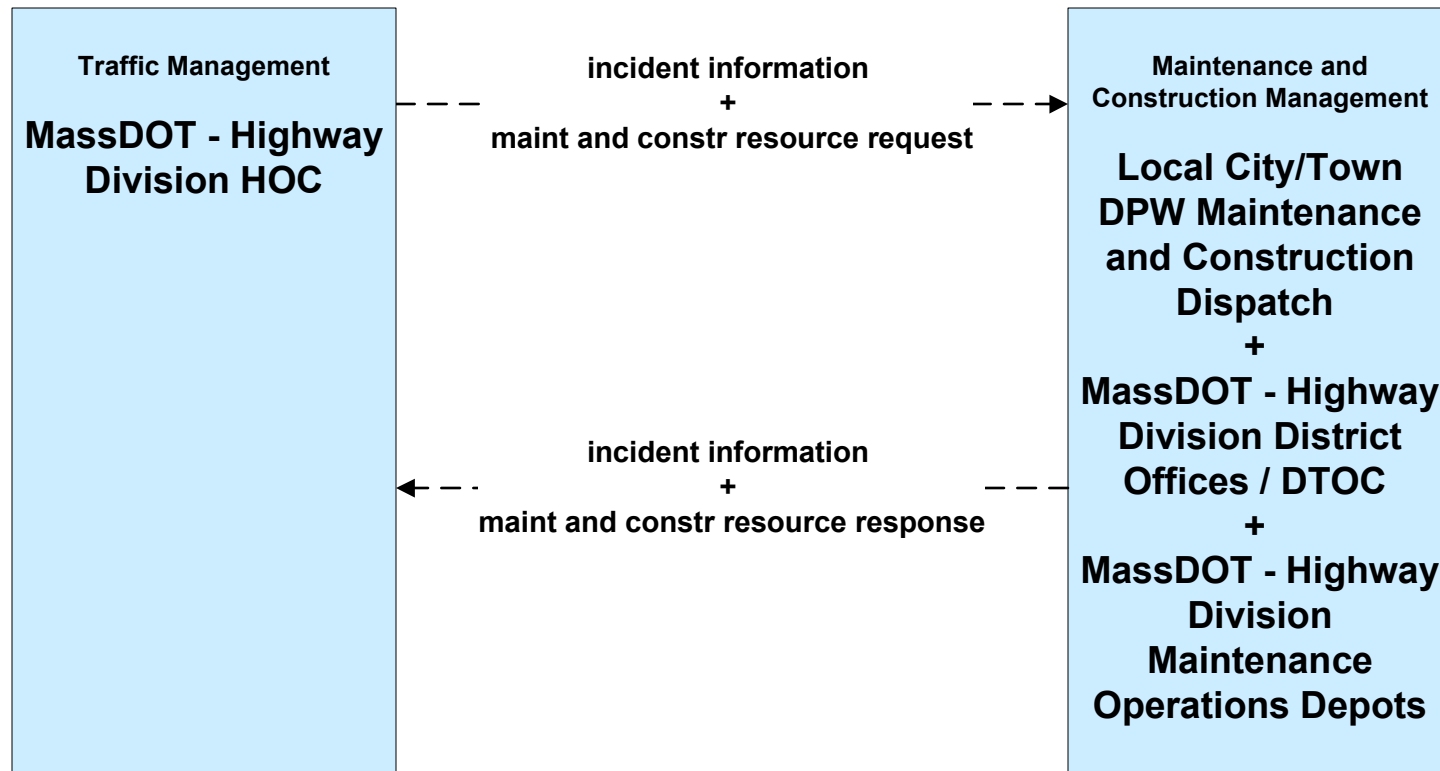 Traffic Management
MassDOT - Highway
Division HOC
incident information
+
maint and constr resource request
incident information
+
maint and constr resource response
Maintenance and
Construction Management
Local City/Town
DPW Maintenance
and Construction
Dispatch
+
MassDOT - Highway
Division District
Offices / DTOC
+
MassDOT - Highway
Division
Maintenance
Operations Depots